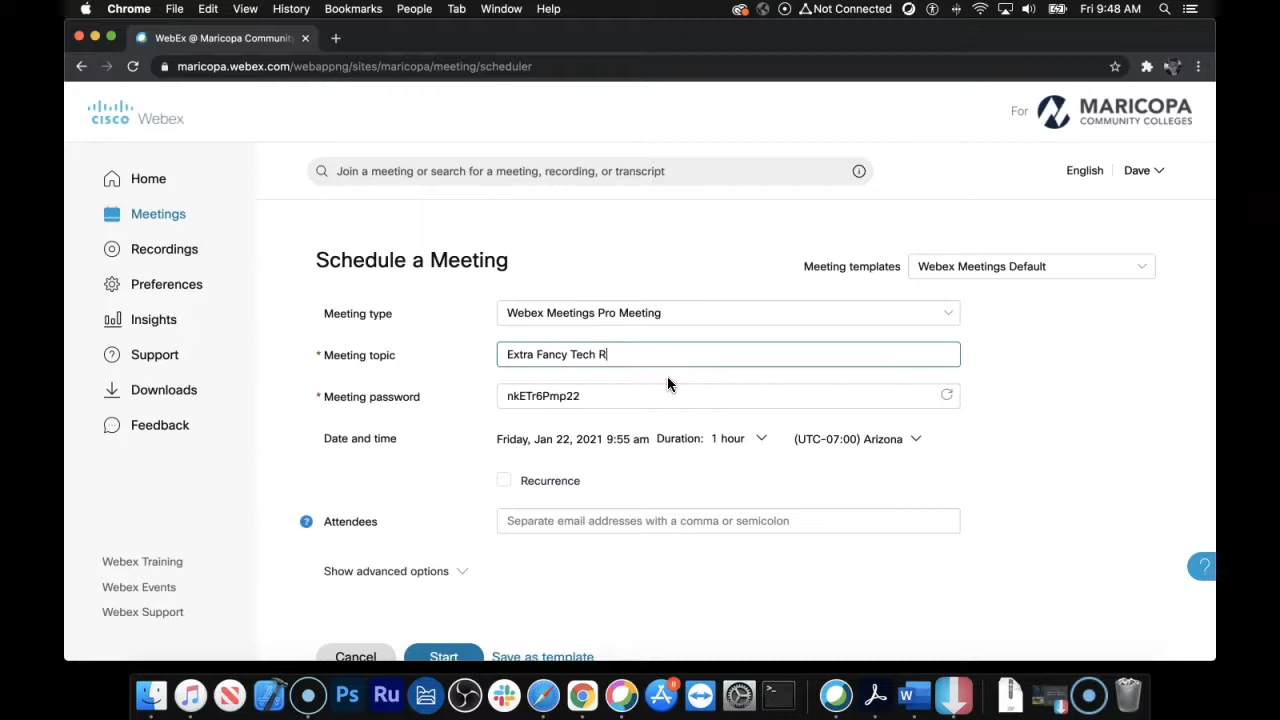 Chrome File Edit View History Bookmarks People Tab Window Help Not Connected Fri 9:48 AM
WebEx @ Maricopa Community
maricopa.webex.com/webappng/sites/maricopa/meeting/scheduler
CISCO Webex
For MARICOPA
COMMUNITY COLLEGES
Join a meeting or search for a meeting, recording, or transcript
English Dave
Home
Meetings
Recordings
Preferences
Insights
Support
Downloads
Feedback
Webex Training
Webex Events
Webex Support
Schedule a Meeting
Meeting templates Webex Meetings Default
Meeting type Webex Meetings Pro Meeting
* Meeting topic Extra Fancy Tech R
* Meeting password nkETr6Pmp22
Date and time Friday, Jan 22, 2021 9:55 am Duration: 1 hour (UTC-07:00) Arizona
Recurrence
? Attendees Separate email addresses with a comma or semicolon
Show advanced options
?
Cancel Start Save as template
Ps Ru W